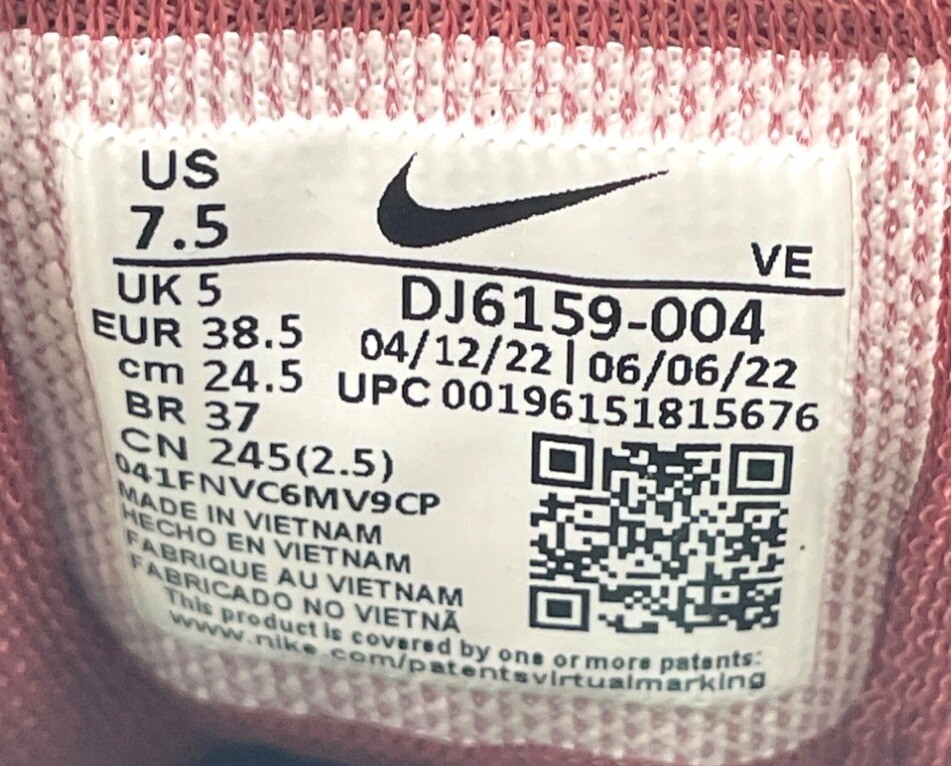 US
7.5
VE
UK 5
EUR 38.5
cm 24.5
BR 37
CN 245(2.5)
DJ6159-004
04/12/22 | 06/06/22
UPC 00196151815676
041FNVC6MV9CP
MADE IN VIETNAM
HECHO EN VIETNAM
FABRIQUE AU VIETNAM
FABRICADO NO VIETNÃ
This product is covered by one or more patents:
www.nike.com/patentsvirtualmarking